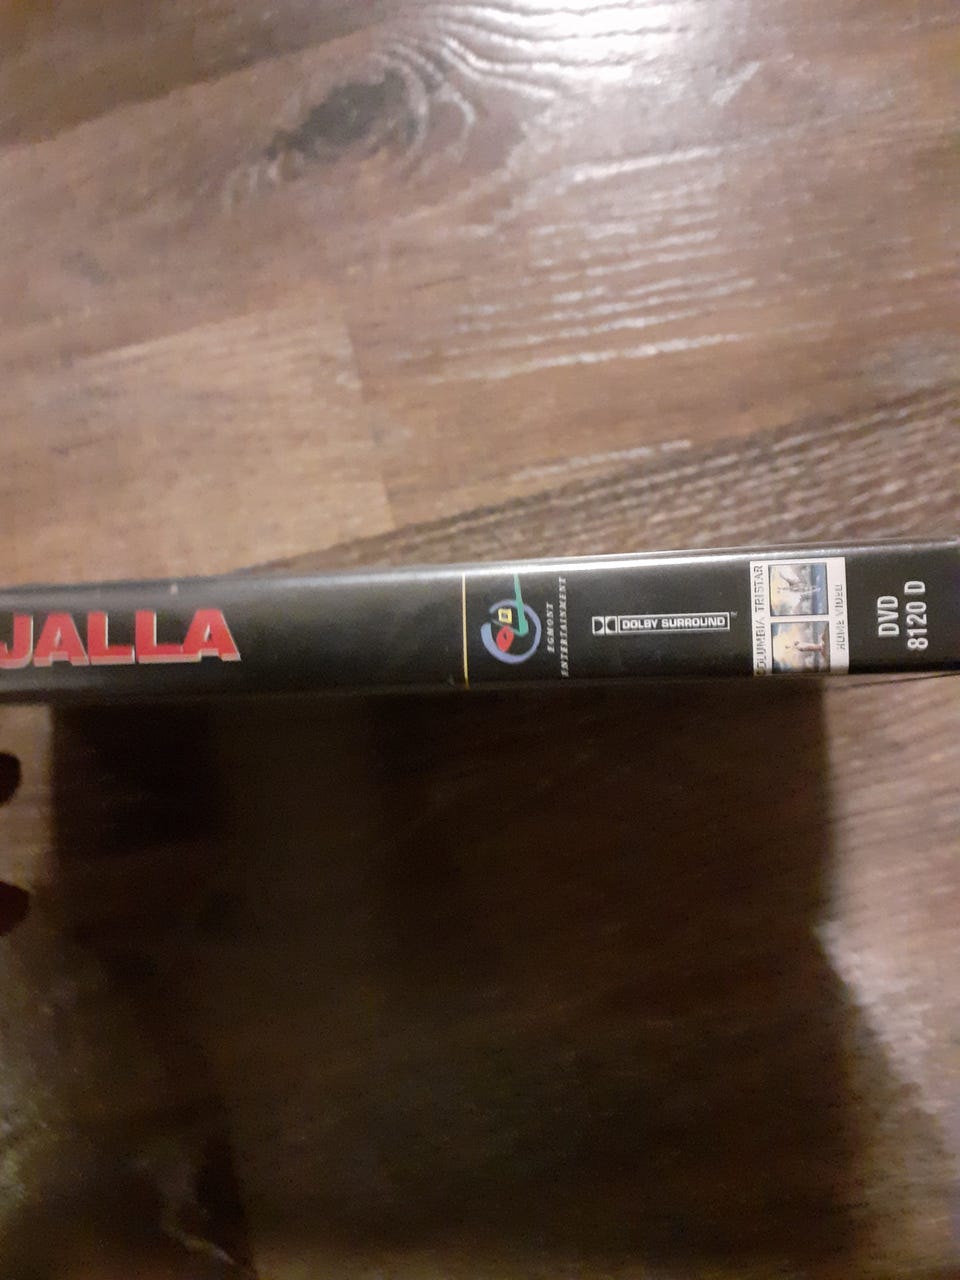 JALLA
EGMONT
ENTERTAINMENT
DOLBY SURROUND
COLUMBIA TRISTAR
HOME VIDEO
DVD
8120 D